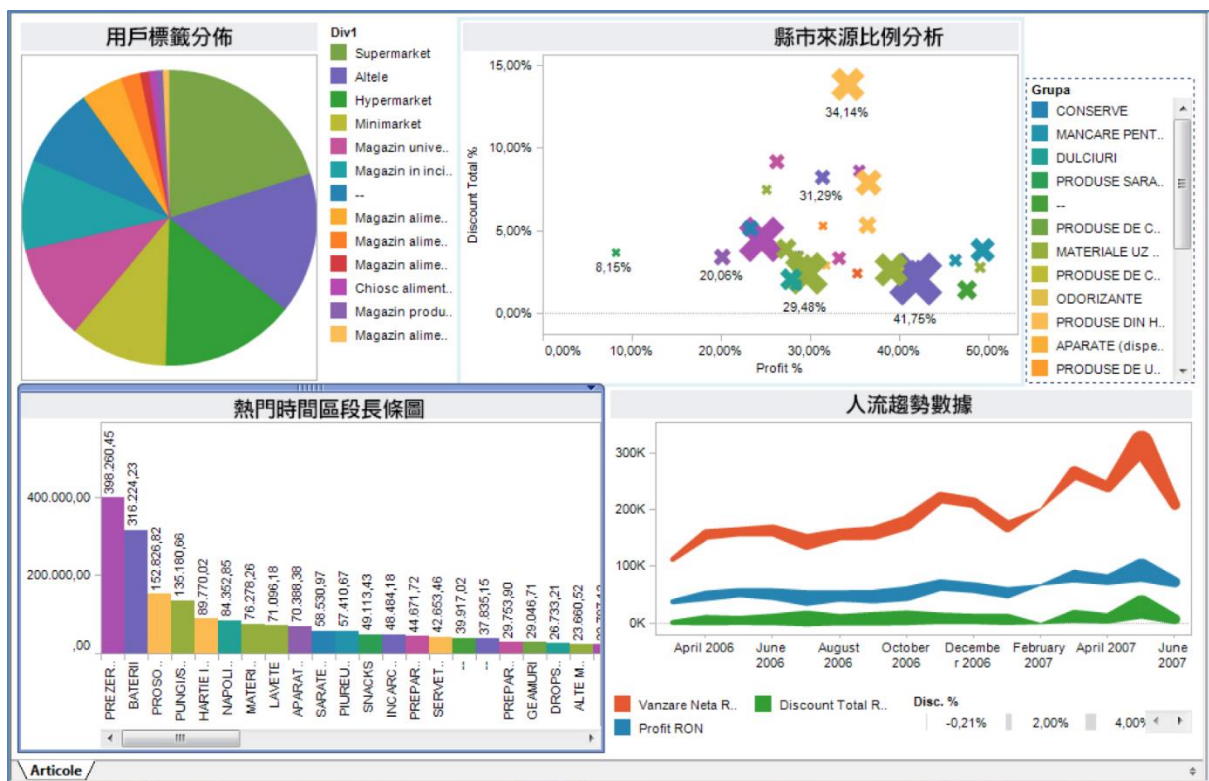 用戶標籤分佈
Div1
Supermarket
Altele
Hypermarket
Minimarket
Magazin unive..
Magazin in inci..
--
Magazin alime..
Magazin alime..
Magazin alime..
Chiosc aliment..
Magazin produ..
Magazin alime..
縣市來源比例分析
15,00%
10,00%
5,00%
0,00%
Discount Total %
34,14%
31,29%
8,15%
20,06%
29,48%
41,75%
0,00% 10,00% 20,00% 30,00% 40,00% 50,00%
Profit %
Grupa
CONSERVE
MANCARE PENT..
DULCIURI
PRODUSE SARA..
--
PRODUSE DE C..
MATERIALE UZ ..
PRODUSE DE C..
ODORIZANTE
PRODUSE DIN H..
APARATE (dispe..
PRODUSE DE U..
熱門時間區段長條圖
400.000,00
200.000,00
,00
398.260,45
316.224,23
152.826,82
135.180,66
89.770,02
84.352,85
76.278,26
71.096,18
70.388,38
58.530,97
57.410,67
49.113,43
48.484,18
44.671,72
42.653,46
39.917,02
37.835,15
29.753,90
29.046,71
26.733,21
23.660,52
PREZER..
BATERII
PROSO..
PUNGI/S..
HARTIE I..
NAPOLI..
MATERI..
LAVETE
APARAT..
SARATE..
PIUREU..
SNACKS
INCARC..
PREPAR..
SERVET..
--
--
PREPAR..
GEAMURI
DROPS..
ALTE M..
人流趨勢數據
300K
200K
100K
0K
April 2006
June 2006
August 2006
October 2006
Decembe r 2006
February 2007
April 2007
June 2007
Vanzare Neta R..
Discount Total R..
Profit RON
Disc. %
-0,21% 2,00% 4,00%
Articole